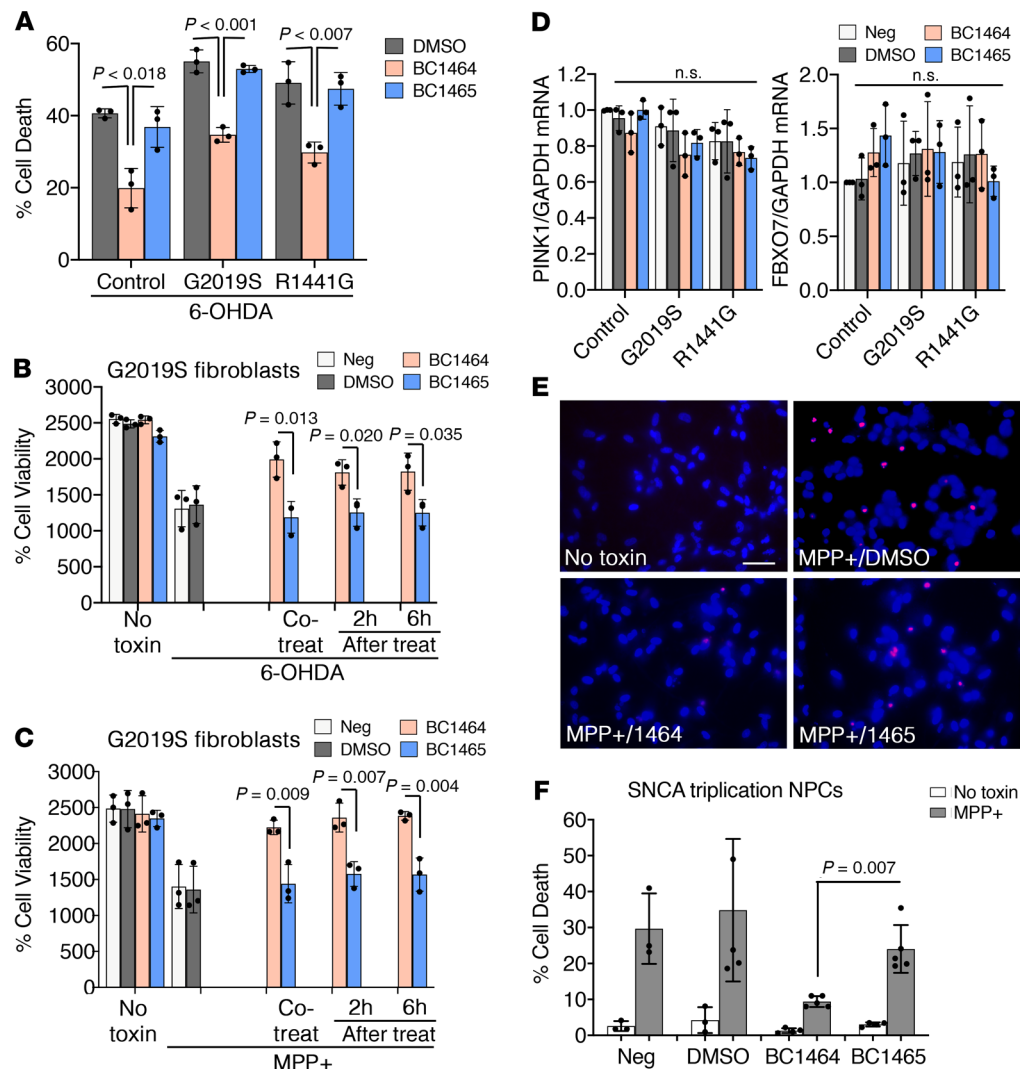 A
P < 0.001
P < 0.007
P < 0.018
DMSO
BC1464
BC1465
% Cell Death
60
40
20
0
Control G2019S R1441G
6-OHDA
B
G2019S fibroblasts
Neg
DMSO
BC1464
BC1465
% Cell Viability
3000
2500
2000
1500
1000
500
0
P = 0.013
P = 0.020
P = 0.035
No toxin
Co-treat
2h 6h
After treat
6-OHDA
C
G2019S fibroblasts
Neg
DMSO
BC1464
BC1465
% Cell Viability
3000
2500
2000
1500
1000
500
0
P = 0.009
P = 0.007
P = 0.004
No toxin
Co-treat
2h 6h
After treat
MPP+
D
Neg
DMSO
BC1464
BC1465
PINK1/GAPDH mRNA
n.s.
1.2
1.0
0.8
0.6
0.4
0.2
0.0
Control
G2019S
R1441G
FBXO7/GAPDH mRNA
n.s.
2.0
1.5
1.0
0.5
0.0
Control
G2019S
R1441G
E
No toxin
MPP+/DMSO
MPP+/1464
MPP+/1465
F
SNCA triplication NPCs
No toxin
MPP+
% Cell Death
60
50
40
30
20
10
0
P = 0.007
Neg DMSO BC1464 BC1465